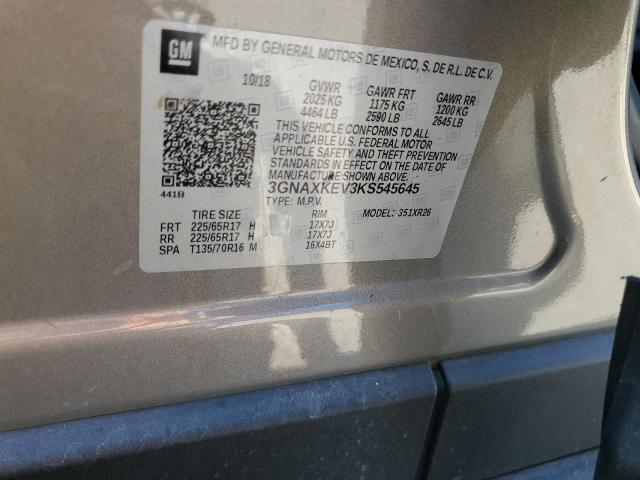 GM MFD BY GENERAL MOTORS DE MEXICO, S. DE R.L. DE C.V.
10/18 GVWR GAWR FRT GAWR RR
2025 KG 1175 KG 1200 KG
4464 LB 2590 LB 2645 LB
THIS VEHICLE CONFORMS TO ALL
APPLICABLE U.S. FEDERAL MOTOR
VEHICLE SAFETY AND THEFT PREVENTION
STANDARDS IN EFFECT ON THE DATE OF
MANUFACTURE SHOWN ABOVE.
441B 3GNAXKEV3KS545645
TYPE: M.P.V. MODEL: 351XR26
TIRE SIZE RIM
FRT 225/65R17 H 17X7J
RR 225/65R17 H 17X7J
SPA T135/70R16 M 16X4BT